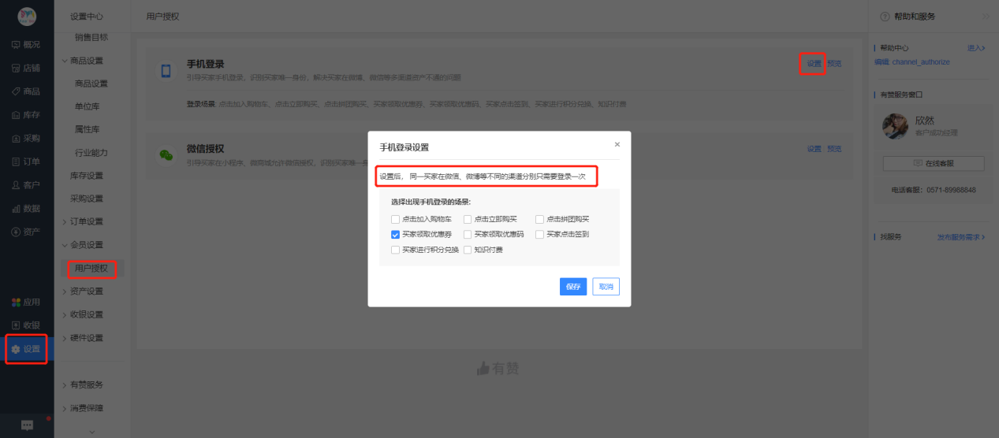 概况
店铺
商品
库存
采购
订单
客户
数据
资产
应用
收银
设置
设置中心
销售目标
商品设置
商品设置
单位库
属性库
行业能力
库存设置
采购设置
订单设置
会员设置
用户授权
资产设置
收银设置
硬件设置
有赞服务
消费保障
用户授权
手机登录
设置 预览
引导买家手机登录，识别买家唯一身份，解决买家在微博、微信等多渠道资产不通的问题
登录场景 点击加入购物车、点击立即购买、点击拼团购买、买家领取优惠券、买家领取优惠码、买家点击签到、买家进行积分兑换、知识付费
微信授权
设置 预览
引导买家在小程序、微商城允许微信授权，识别买家唯一
手机登录设置
设置后， 同一买家在微信、微博等不同的渠道分别只需要登录一次
选择出现手机登录的场景:
点击加入购物车 点击立即购买 点击拼团购买
买家领取优惠券 买家领取优惠码 买家点击签到
买家进行积分兑换 知识付费
保存 取消
有赞
帮助和服务
帮助中心 进入
编辑 channel_authorize
有赞服务窗口
欣然
客户成功经理
在线客服
电话客服：0571-89988848
找服务 发布服务需求